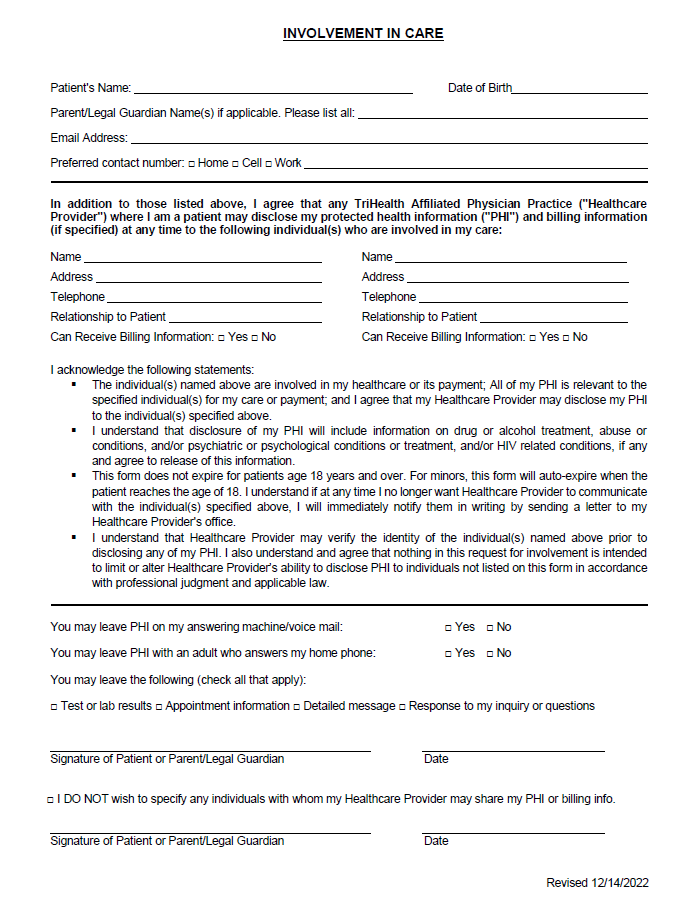 INVOLVEMENT IN CARE
Patient's Name: Date of Birth
Parent/Legal Guardian Name(s) if applicable. Please list all:
Email Address:
Preferred contact number: □ Home □ Cell □ Work
In addition to those listed above, I agree that any TriHealth Affiliated Physician Practice ("Healthcare
Provider") where I am a patient may disclose my protected health information ("PHI") and billing information
(if specified) at any time to the following individual(s) who are involved in my care:
Name Name
Address Address
Telephone Telephone
Relationship to Patient Relationship to Patient
Can Receive Billing Information: □ Yes □ No Can Receive Billing Information: □ Yes □ No
I acknowledge the following statements:
▪ The individual(s) named above are involved in my healthcare or its payment; All of my PHI is relevant to the
specified individual(s) for my care or payment; and I agree that my Healthcare Provider may disclose my PHI
to the individual(s) specified above.
▪ I understand that disclosure of my PHI will include information on drug or alcohol treatment, abuse or
conditions, and/or psychiatric or psychological conditions or treatment, and/or HIV related conditions, if any
and agree to release of this information.
▪ This form does not expire for patients age 18 years and over. For minors, this form will auto-expire when the
patient reaches the age of 18. I understand if at any time I no longer want Healthcare Provider to communicate
with the individual(s) specified above, I will immediately notify them in writing by sending a letter to my
Healthcare Provider's office.
▪ I understand that Healthcare Provider may verify the identity of the individual(s) named above prior to
disclosing any of my PHI. I also understand and agree that nothing in this request for involvement is intended
to limit or alter Healthcare Provider's ability to disclose PHI to individuals not listed on this form in accordance
with professional judgment and applicable law.
You may leave PHI on my answering machine/voice mail: □ Yes □ No
You may leave PHI with an adult who answers my home phone: □ Yes □ No
You may leave the following (check all that apply):
□ Test or lab results □ Appointment information □ Detailed message □ Response to my inquiry or questions
Signature of Patient or Parent/Legal Guardian Date
□ I DO NOT wish to specify any individuals with whom my Healthcare Provider may share my PHI or billing info.
Signature of Patient or Parent/Legal Guardian Date
Revised 12/14/2022